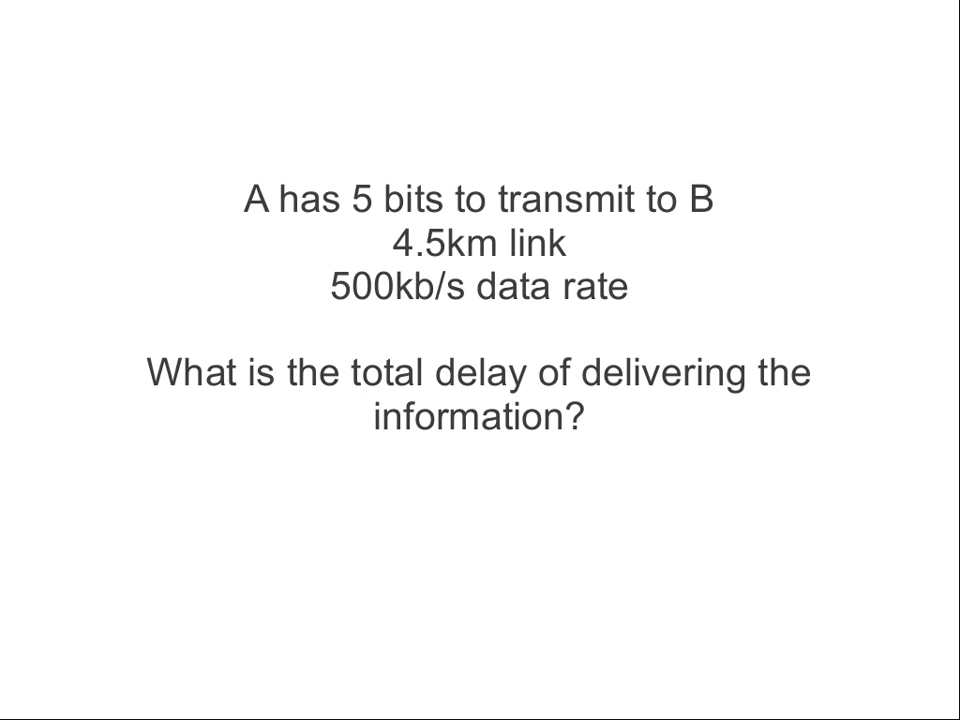 A has 5 bits to transmit to B
4.5km link
500kb/s data rate
What is the total delay of delivering the
information?